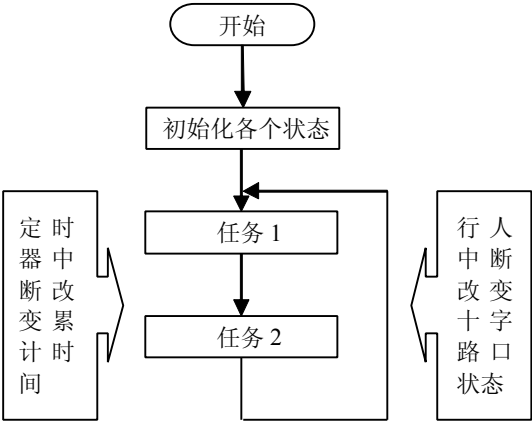 开始
初始化各个状态
任务 1
任务 2
定时
器中
断改
变累
计时
间
行人
中断
改变
十字
路口
状态